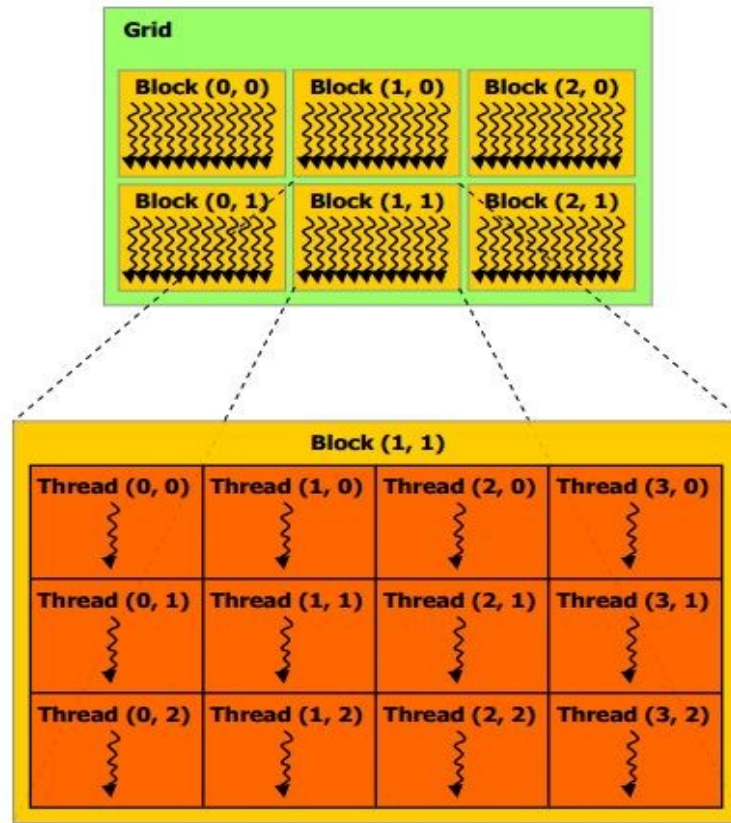 Grid
Block (0, 0) Block (1, 0) Block (2, 0)
Block (0, 1) Block (1, 1) Block (2, 1)
Block (1, 1)
Thread (0, 0) Thread (1, 0) Thread (2, 0) Thread (3, 0)
Thread (0, 1) Thread (1, 1) Thread (2, 1) Thread (3, 1)
Thread (0, 2) Thread (1, 2) Thread (2, 2) Thread (3, 2)